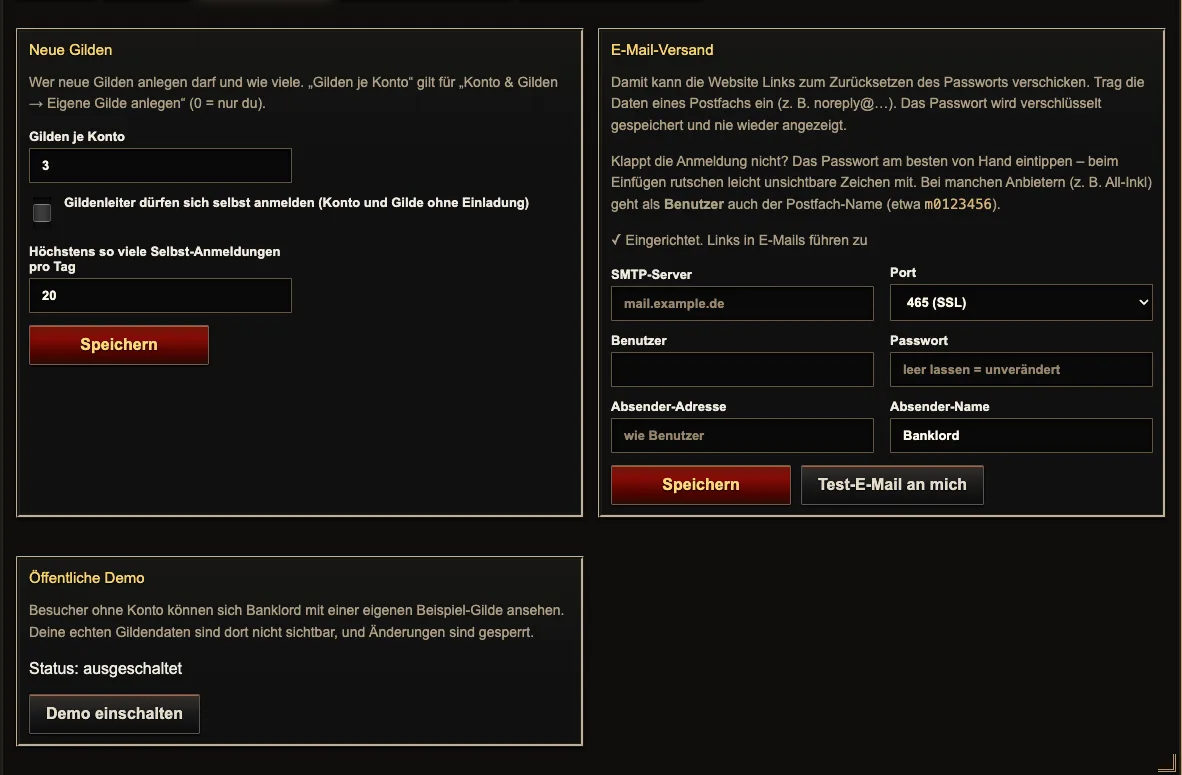 Neue Gilden
Wer neue Gilden anlegen darf und wie viele. „Gilden je Konto“ gilt für „Konto & Gilden
→ Eigene Gilde anlegen“ (0 = nur du).
Gilden je Konto
3
Gildenleiter dürfen sich selbst anmelden (Konto und Gilde ohne Einladung)
Höchstens so viele Selbst-Anmeldungen
pro Tag
20
Speichern
E-Mail-Versand
Damit kann die Website Links zum Zurücksetzen des Passworts verschicken. Trag die
Daten eines Postfachs ein (z. B. noreply@…). Das Passwort wird verschlüsselt
gespeichert und nie wieder angezeigt.
Klappt die Anmeldung nicht? Das Passwort am besten von Hand eintippen – beim
Einfügen rutschen leicht unsichtbare Zeichen mit. Bei manchen Anbietern (z. B. All-Inkl)
geht als Benutzer auch der Postfach-Name (etwa m0123456).
✓ Eingerichtet. Links in E-Mails führen zu
SMTP-Server
mail.example.de
Port
465 (SSL)
Benutzer
Passwort
leer lassen = unverändert
Absender-Adresse
wie Benutzer
Absender-Name
Banklord
Speichern
Test-E-Mail an mich
Öffentliche Demo
Besucher ohne Konto können sich Banklord mit einer eigenen Beispiel-Gilde ansehen.
Deine echten Gildendaten sind dort nicht sichtbar, und Änderungen sind gesperrt.
Status: ausgeschaltet
Demo einschalten